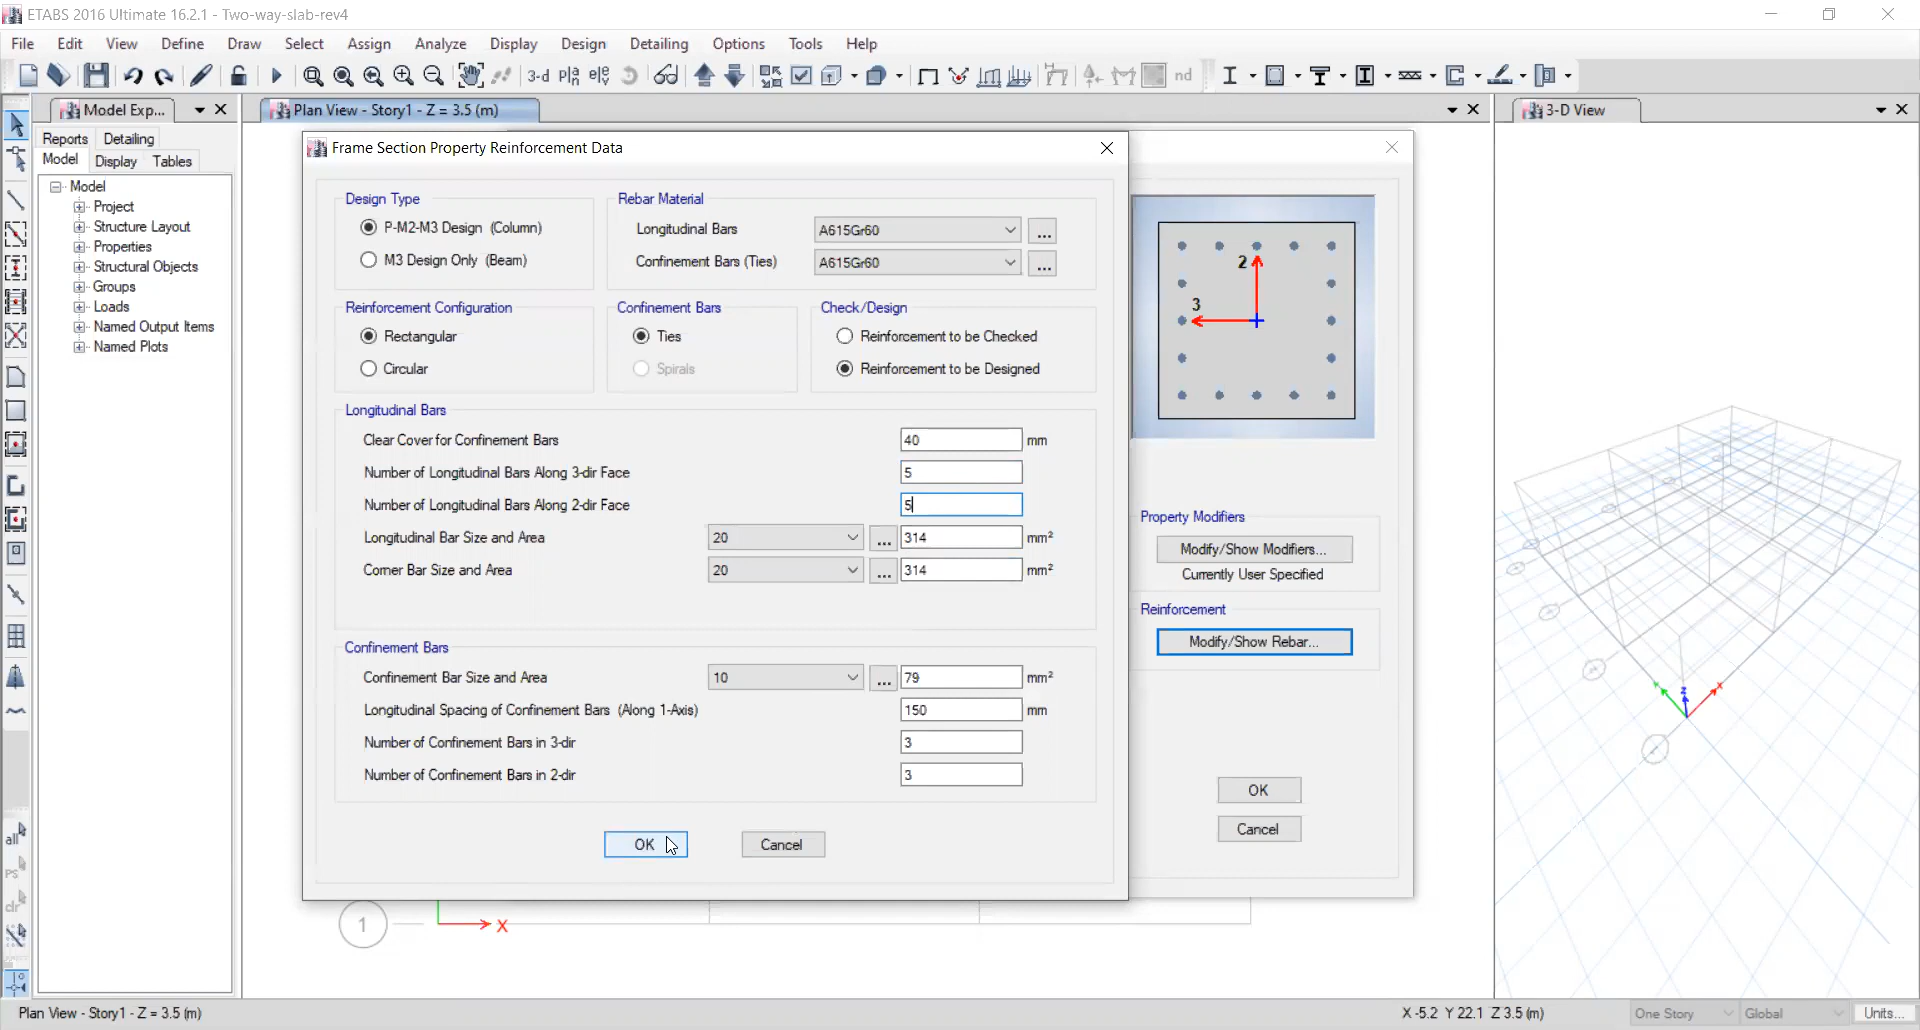 ETABS 2016 Ultimate 16.2.1 - Two-way-slab-rev4
File Edit View Define Draw Select Assign Analyze Display Design Detailing Options Tools Help
3-d nd
Model Exp...
Plan View - Story1 - Z = 3.5 (m)
3-D View
Reports Detailing
Model Display Tables
Model
Project
Structure Layout
Properties
Structural Objects
Groups
Loads
Named Output Items
Named Plots
Frame Section Property Reinforcement Data
Design Type
P-M2-M3 Design (Column)
M3 Design Only (Beam)
Rebar Material
Longitudinal Bars A615Gr60 ...
Confinement Bars (Ties) A615Gr60 ...
Reinforcement Configuration
Rectangular
Circular
Confinement Bars
Ties
Spirals
Check/Design
Reinforcement to be Checked
Reinforcement to be Designed
Longitudinal Bars
Clear Cover for Confinement Bars 40 mm
Number of Longitudinal Bars Along 3-dir Face 5
Number of Longitudinal Bars Along 2-dir Face 5
Longitudinal Bar Size and Area 20 ... 314 mm²
Corner Bar Size and Area 20 ... 314 mm²
Confinement Bars
Confinement Bar Size and Area 10 ... 79 mm²
Longitudinal Spacing of Confinement Bars (Along 1-Axis) 150 mm
Number of Confinement Bars in 3-dir 3
Number of Confinement Bars in 2-dir 3
OK Cancel
2
3
Property Modifiers
Modify/Show Modifiers...
Currently User Specified
Reinforcement
Modify/Show Rebar...
OK
Cancel
1 X
Y Z X
all
ps
dr
Plan View - Story1 - Z = 3.5 (m)
X -5.2 Y 22.1 Z 3.5 (m)
One Story Global Units...